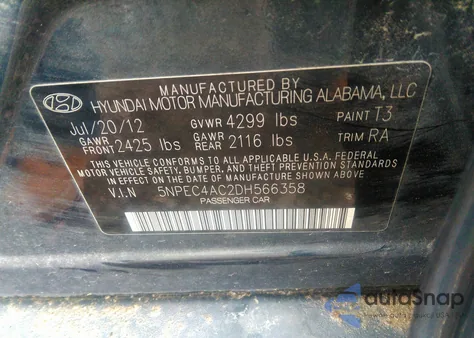 MANUFACTURED BY
HYUNDAI MOTOR MANUFACTURING ALABAMA, LLC
Jul/20/12 GVWR 4299 lbs PAINT T3
GAWR FRONT 2425 lbs GAWR REAR 2116 lbs TRIM RA
THIS VEHICLE CONFORMS TO ALL APPLICABLE U.S.A. FEDERAL
MOTOR VEHICLE SAFETY, BUMPER, AND THEFT PREVENTION STANDARDS
IN EFFECT ON THE DATE OF MANUFACTURE SHOWN ABOVE.
V.I.N 5NPEC4AC2DH566358
PASSENGER CAR
autoSnap